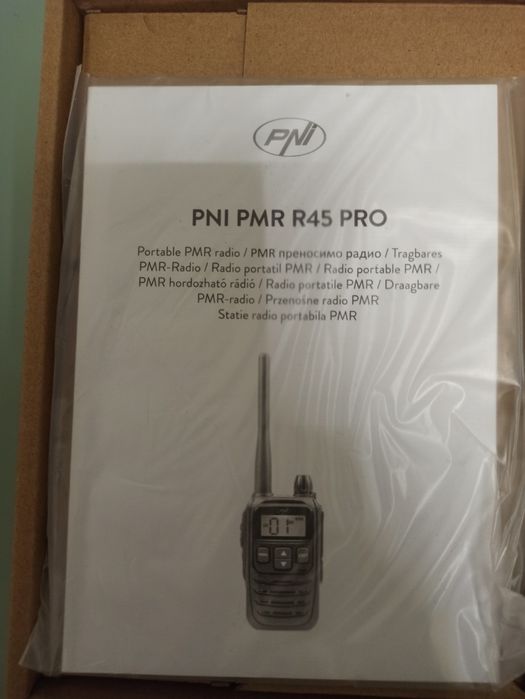 PNI
PNI PMR R45 PRO
Portable PMR radio / PMR преносимо радио / Tragbares
PMR-Radio / Radio portatil PMR / Radio portable PMR /
PMR hordozható rádió / Radio portatile PMR / Draagbare
PMR-radio / Przenośne radio PMR
Statie radio portabila PMR
01